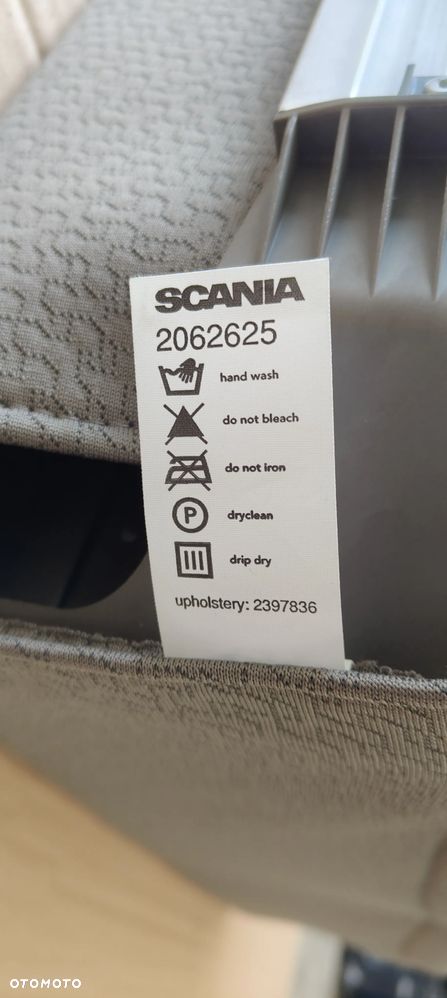 SCANIA
2062625
hand wash
do not bleach
do not iron
P dryclean
drip dry
upholstery: 2397836
OTOMOTO